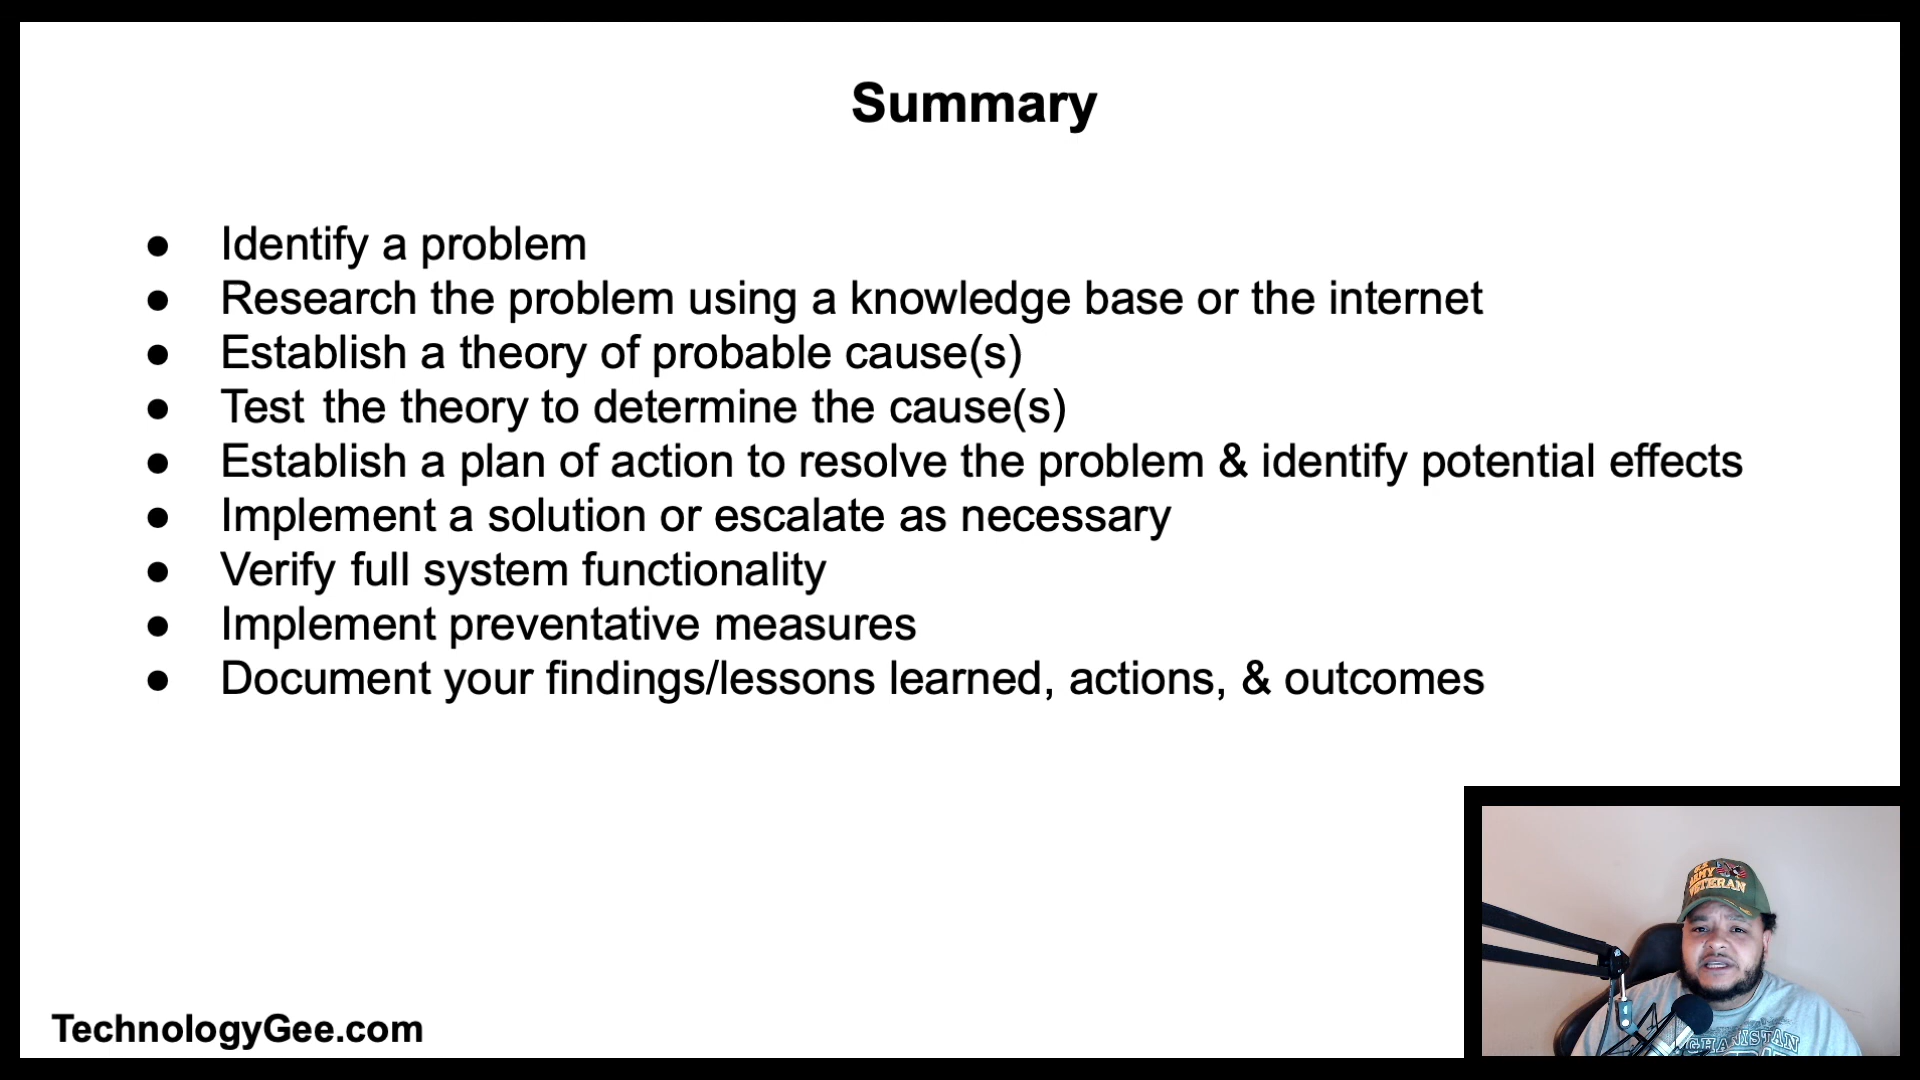 Summary
● Identify a problem
● Research the problem using a knowledge base or the internet
● Establish a theory of probable cause(s)
● Test the theory to determine the cause(s)
● Establish a plan of action to resolve the problem & identify potential effects
● Implement a solution or escalate as necessary
● Verify full system functionality
● Implement preventative measures
● Document your findings/lessons learned, actions, & outcomes
ARMY
VETERAN
TechnologyGee.com